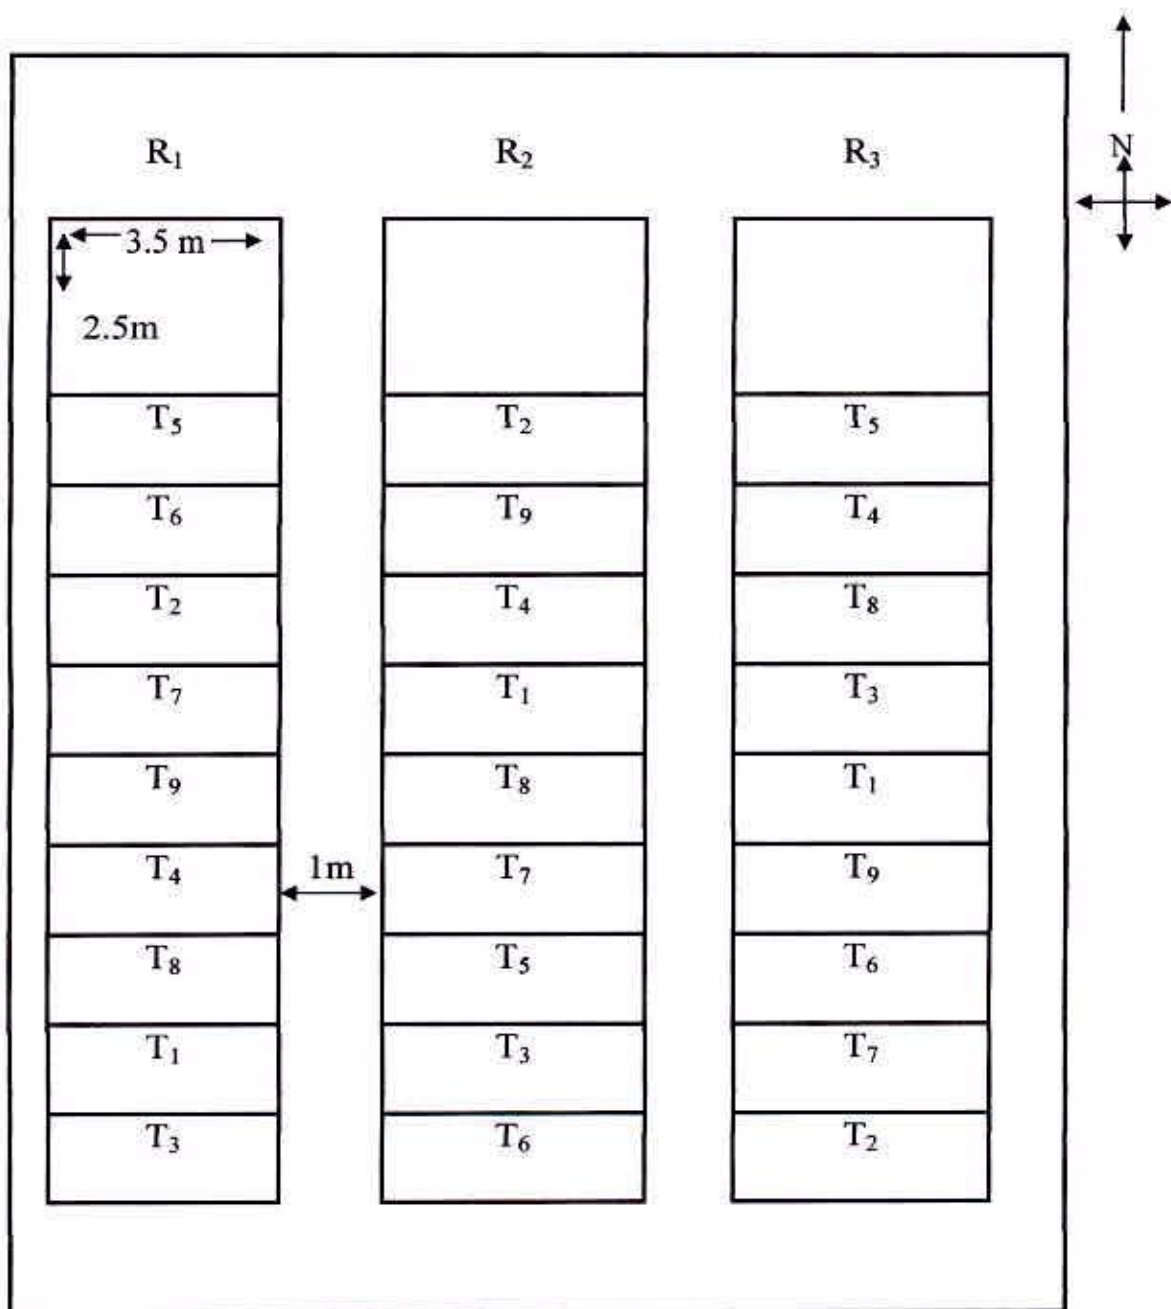 R₁ R₂ R₃
N
3.5 m
2.5m
T₅ T₂ T₅
T₆ T₉ T₄
T₂ T₄ T₈
T₇ T₁ T₃
T₉ T₈ T₁
T₄ 1m T₇ T₉
T₈ T₅ T₆
T₁ T₃ T₇
T₃ T₆ T₂